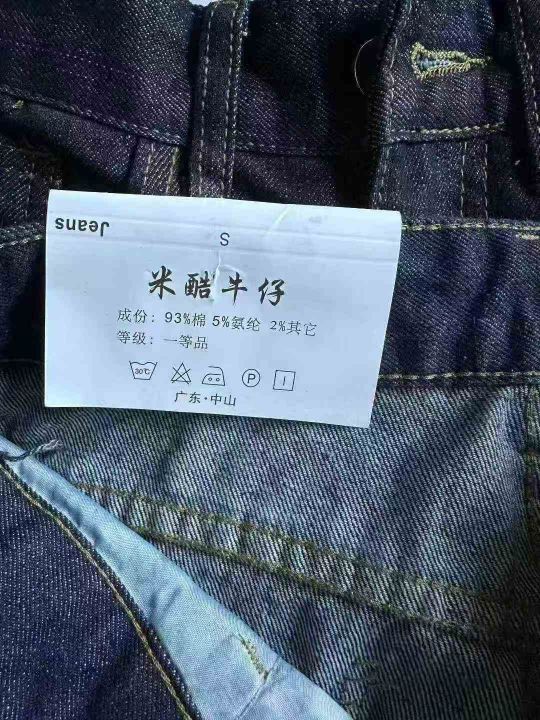 Jeans
S
米酷牛仔
成份: 93%棉 5%氨纶 2%其它
等级: 一等品
30℃ P
广东·中山